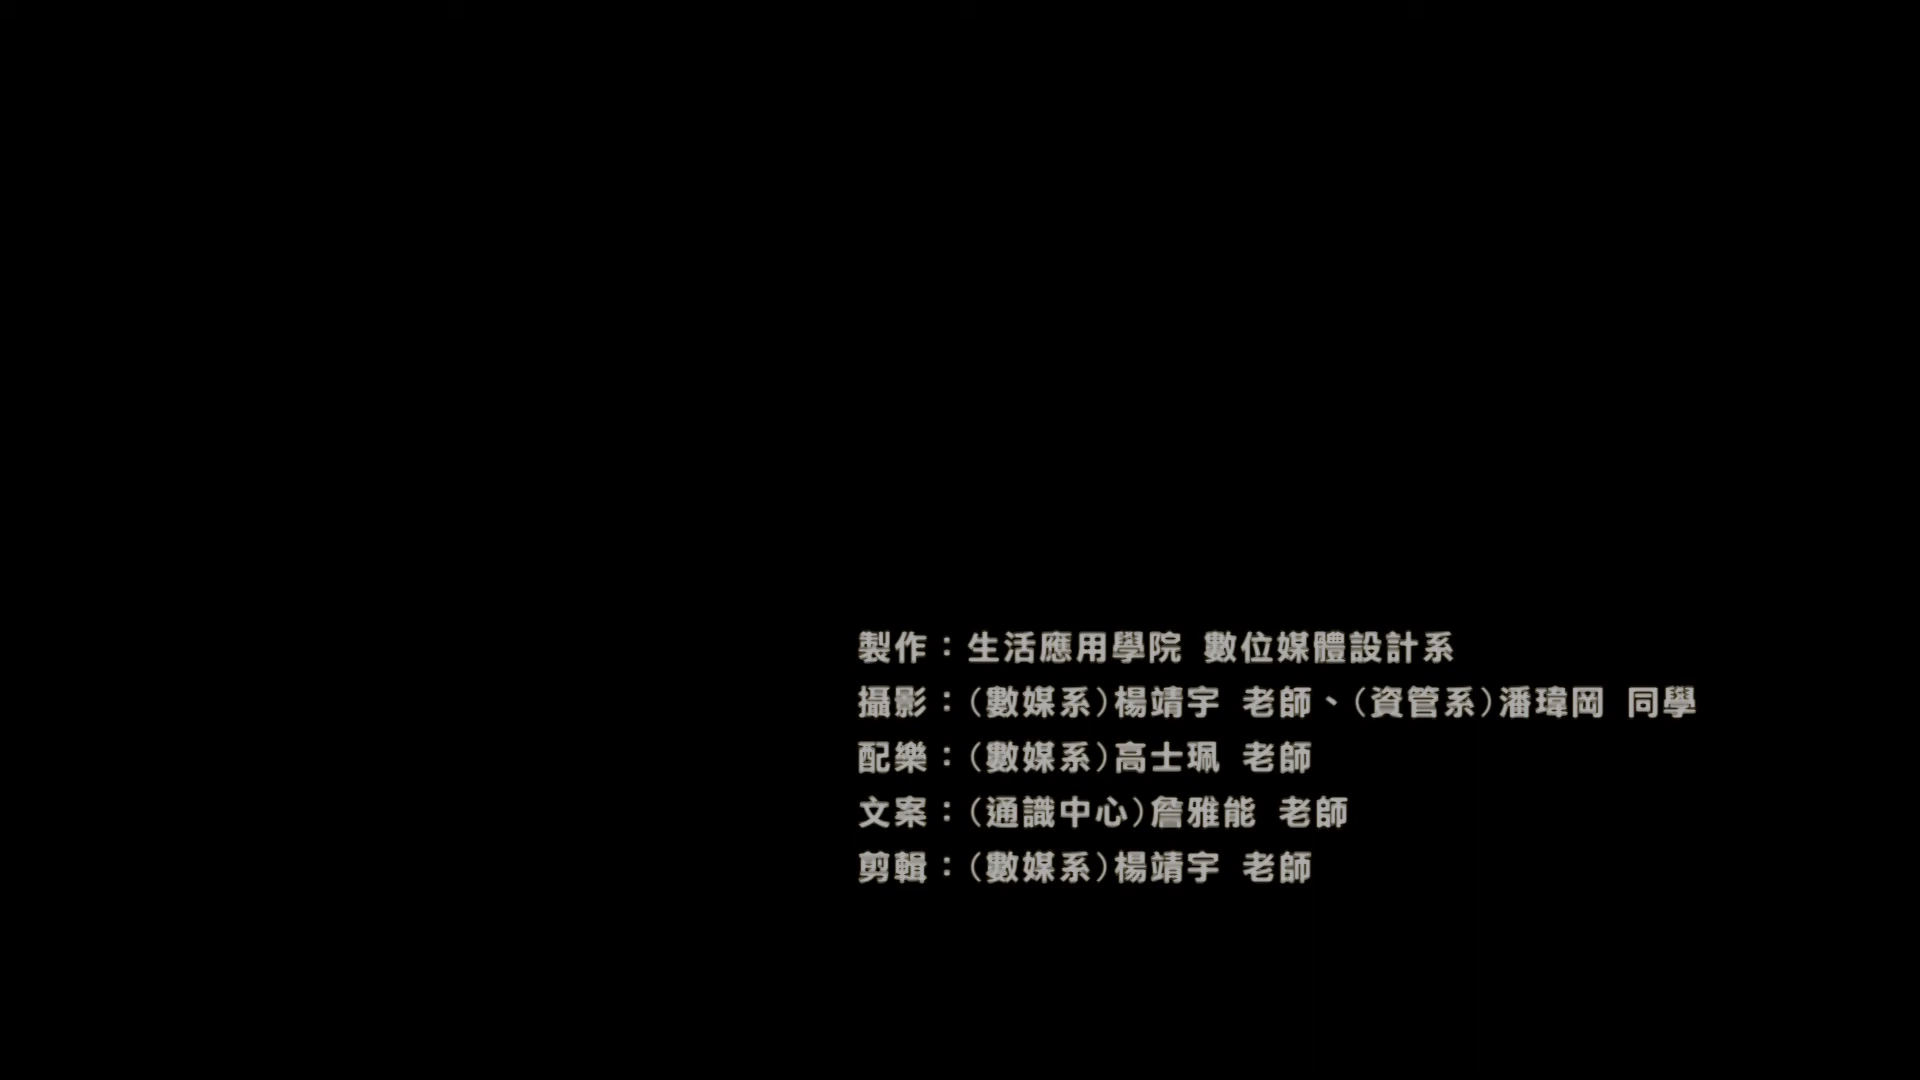 製作：生活應用學院 數位媒體設計系
攝影：(數媒系)楊靖宇 老師、(資管系)潘瑋岡 同學
配樂：(數媒系)高士珮 老師
文案：(通識中心)詹雅能 老師
剪輯：(數媒系)楊靖宇 老師